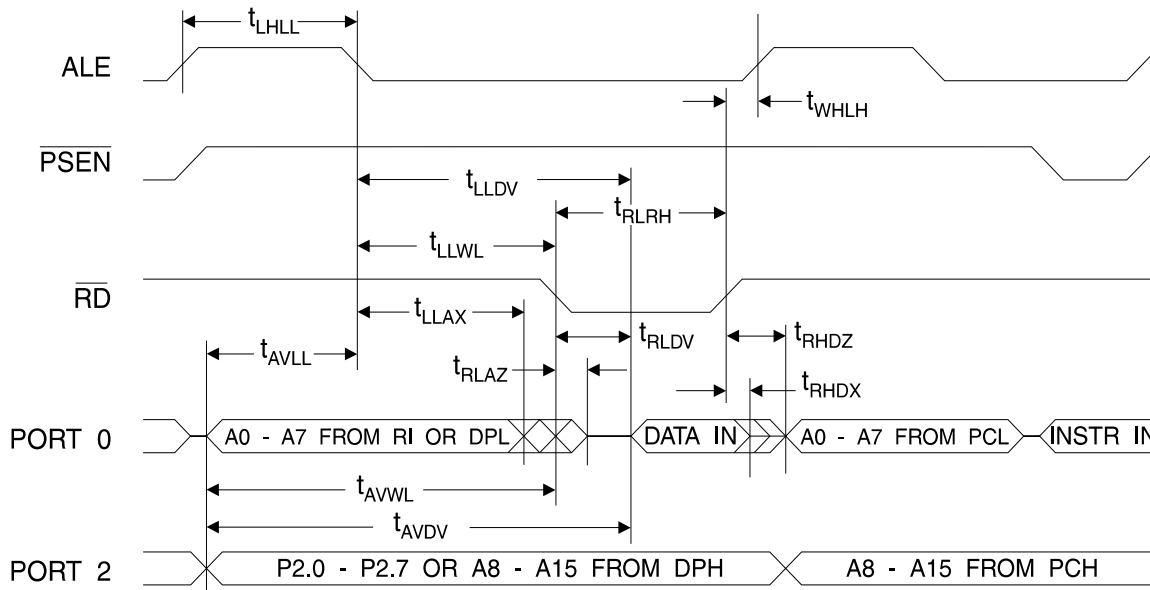 tLHLL
ALE
tWHLH
PSEN
tLLDV
tRLRH
tLLWL
RD
tLLAX
tRLDV
tRHDZ
tAVLL
tRLAZ
tRHDX
PORT 0
A0 - A7 FROM RI OR DPL
DATA IN
A0 - A7 FROM PCL
INSTR IN
tAVWL
tAVDV
PORT 2
P2.0 - P2.7 OR A8 - A15 FROM DPH
A8 - A15 FROM PCH